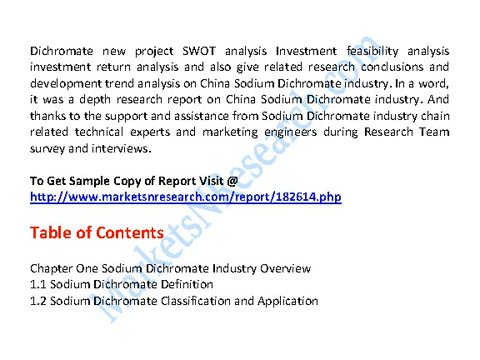 Dichromate new project SWOT analysis Investment feasibility analysis
investment return analysis and also give related research conclusions and
development trend analysis on China Sodium Dichromate industry. In a word,
it was a depth research report on China Sodium Dichromate industry. And
thanks to the support and assistance from Sodium Dichromate industry chain
related technical experts and marketing engineers during Research Team
survey and interviews.
To Get Sample Copy of Report Visit @
http://www.marketsnresearch.com/report/182614.php
Table of Contents
Chapter One Sodium Dichromate Industry Overview
1.1 Sodium Dichromate Definition
1.2 Sodium Dichromate Classification and Application
MarketsNResearch.com